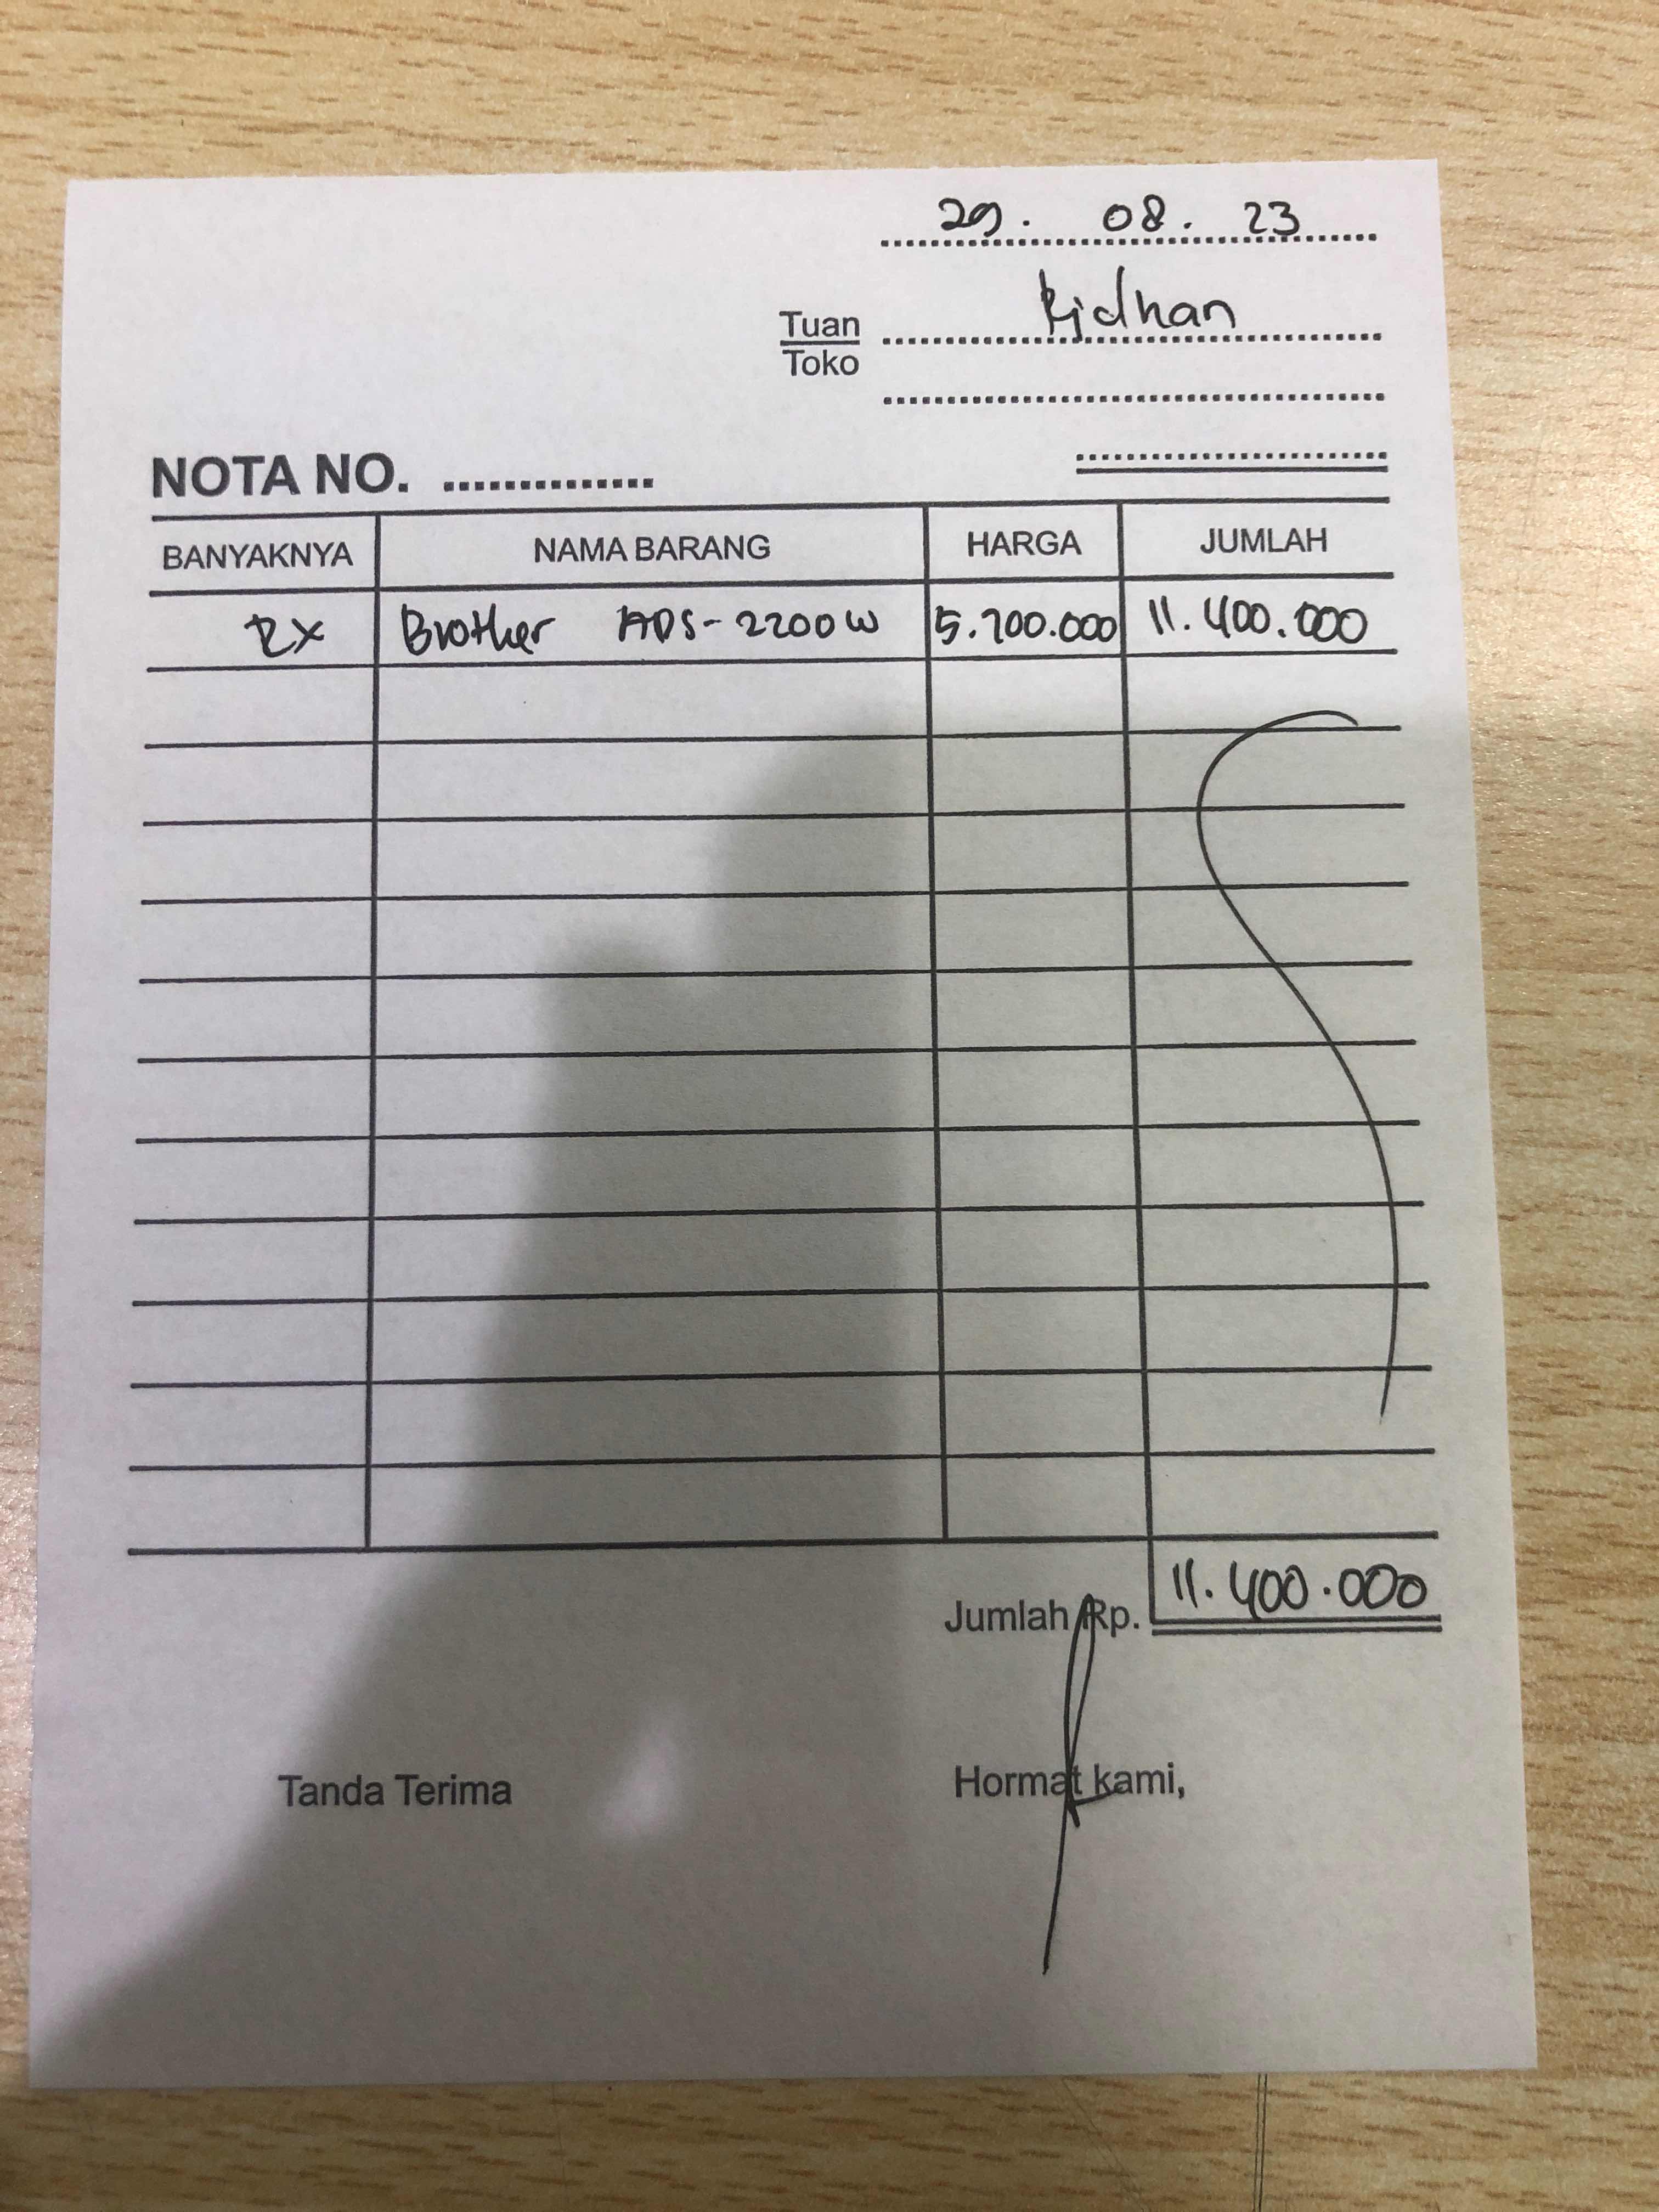 29. 08. 23
Tuan Ridhan
Toko
NOTA NO. ..............
BANYAKNYA NAMA BARANG HARGA JUMLAH
2x Brother ADS-2200W 5.700.000 11.400.000
Jumlah Rp. 11.400.000
Tanda Terima Hormat kami,